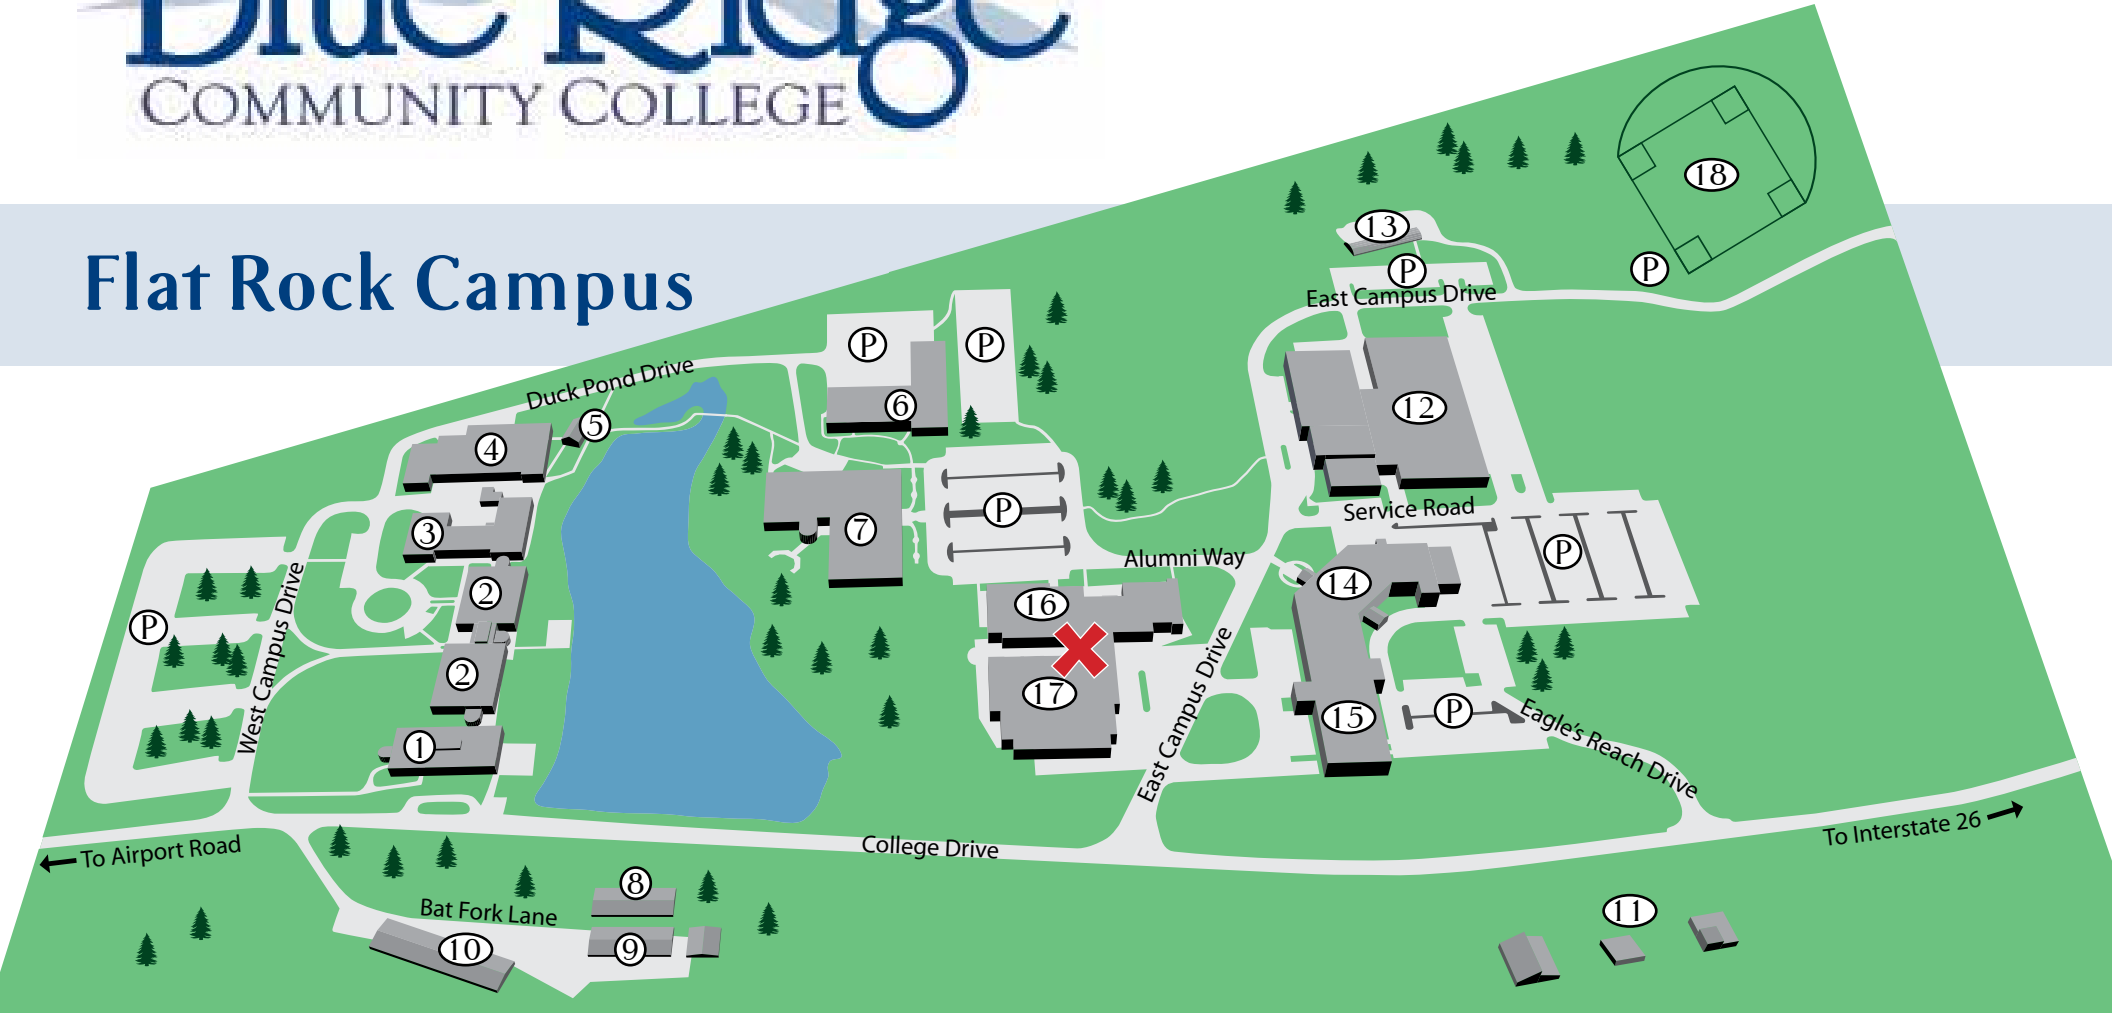 Blue Ridge
COMMUNITY COLLEGE
Flat Rock Campus
18
13
P
P
East Campus Drive
P
P
Duck Pond Drive
6
12
5
4
P
Service Road
3
7
P
Alumni Way
14
2
16
P
West Campus Drive
2
17
East Campus Drive
15
P
Eagle's Reach Drive
1
To Airport Road
College Drive
To Interstate 26
8
Bat Fork Lane
11
10
9